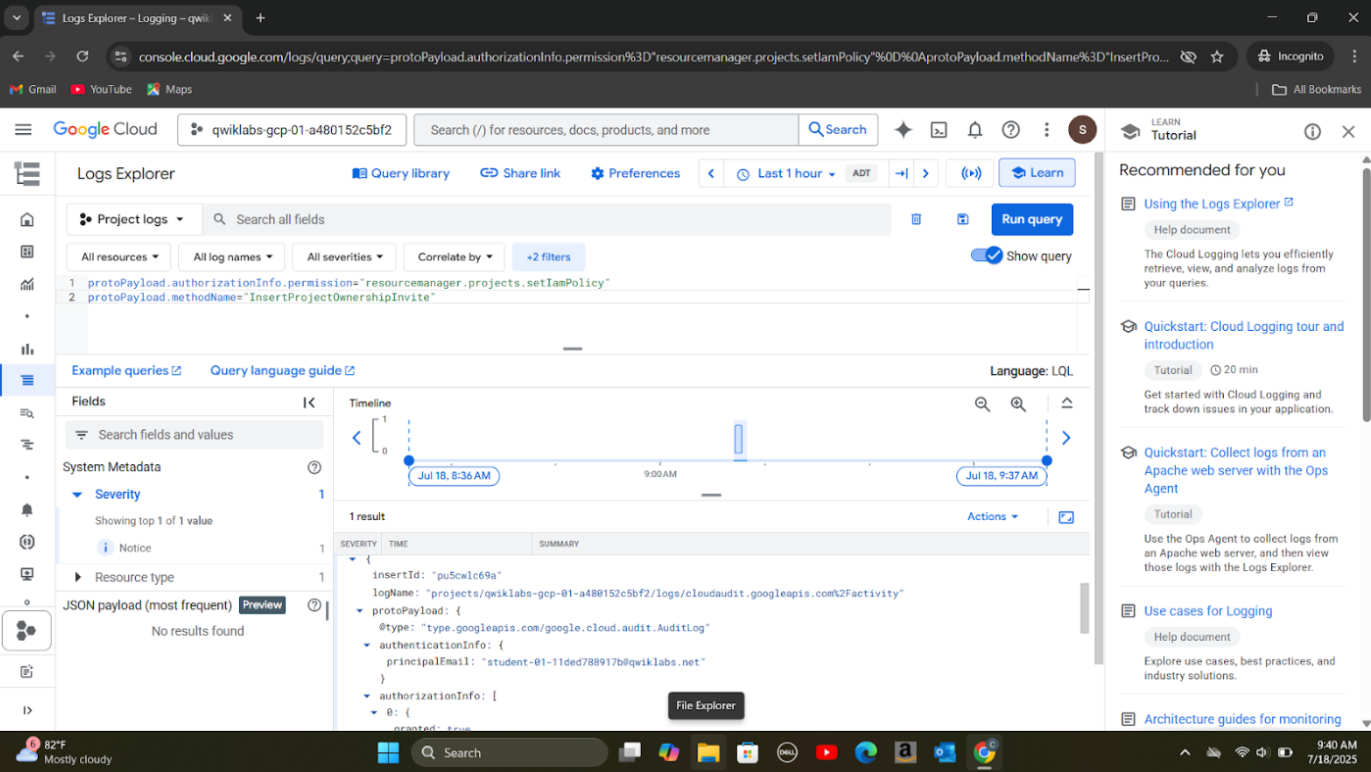 Logs Explorer – Logging – qwik
console.cloud.google.com/logs/query;query=protoPayload.authorizationInfo.permission%3D"resourcemanager.projects.setIamPolicy"%0D%0AprotoPayload.methodName%3D"InsertPro...
Incognito
Gmail YouTube Maps All Bookmarks
Google Cloud qwiklabs-gcp-01-a480152c5bf2 Search (/) for resources, docs, products, and more Search S
LEARN
Tutorial
Logs Explorer Query library Share link Preferences Last 1 hour ADT Learn
Project logs Search all fields Run query
All resources All log names All severities Correlate by +2 filters Show query
1 protoPayload.authorizationInfo.permission="resourcemanager.projects.setIamPolicy"
2 protoPayload.methodName="InsertProjectOwnershipInvite"
Example queries Query language guide Language: LQL
Fields
Search fields and values
System Metadata
Severity 1
Showing top 1 of 1 value
Notice 1
Resource type 1
JSON payload (most frequent) Preview
No results found
Timeline
1
0
Jul 18, 8:36 AM 9:00 AM Jul 18, 9:37 AM
1 result Actions
SEVERITY TIME SUMMARY
{
insertId: "pu5cwlc69a"
logName: "projects/qwiklabs-gcp-01-a480152c5bf2/logs/cloudaudit.googleapis.com%2Factivity"
protoPayload: {
@type: "type.googleapis.com/google.cloud.audit.AuditLog"
authenticationInfo: {
principalEmail: "student-01-11ded788917b@qwiklabs.net"
}
authorizationInfo: [
0: {
granted: true
File Explorer
Recommended for you
Using the Logs Explorer
Help document
The Cloud Logging lets you efficiently
retrieve, view, and analyze logs from
your queries.
Quickstart: Cloud Logging tour and
introduction
Tutorial 20 min
Get started with Cloud Logging and
track down issues in your application.
Quickstart: Collect logs from an
Apache web server with the Ops
Agent
Tutorial
Use the Ops Agent to collect logs from
an Apache web server, and then view
those logs with the Logs Explorer.
Use cases for Logging
Help document
Explore use cases, best practices, and
industry solutions.
Architecture guides for monitoring
6
82°F
Mostly cloudy
Search
DELL
9:40 AM
7/18/2025